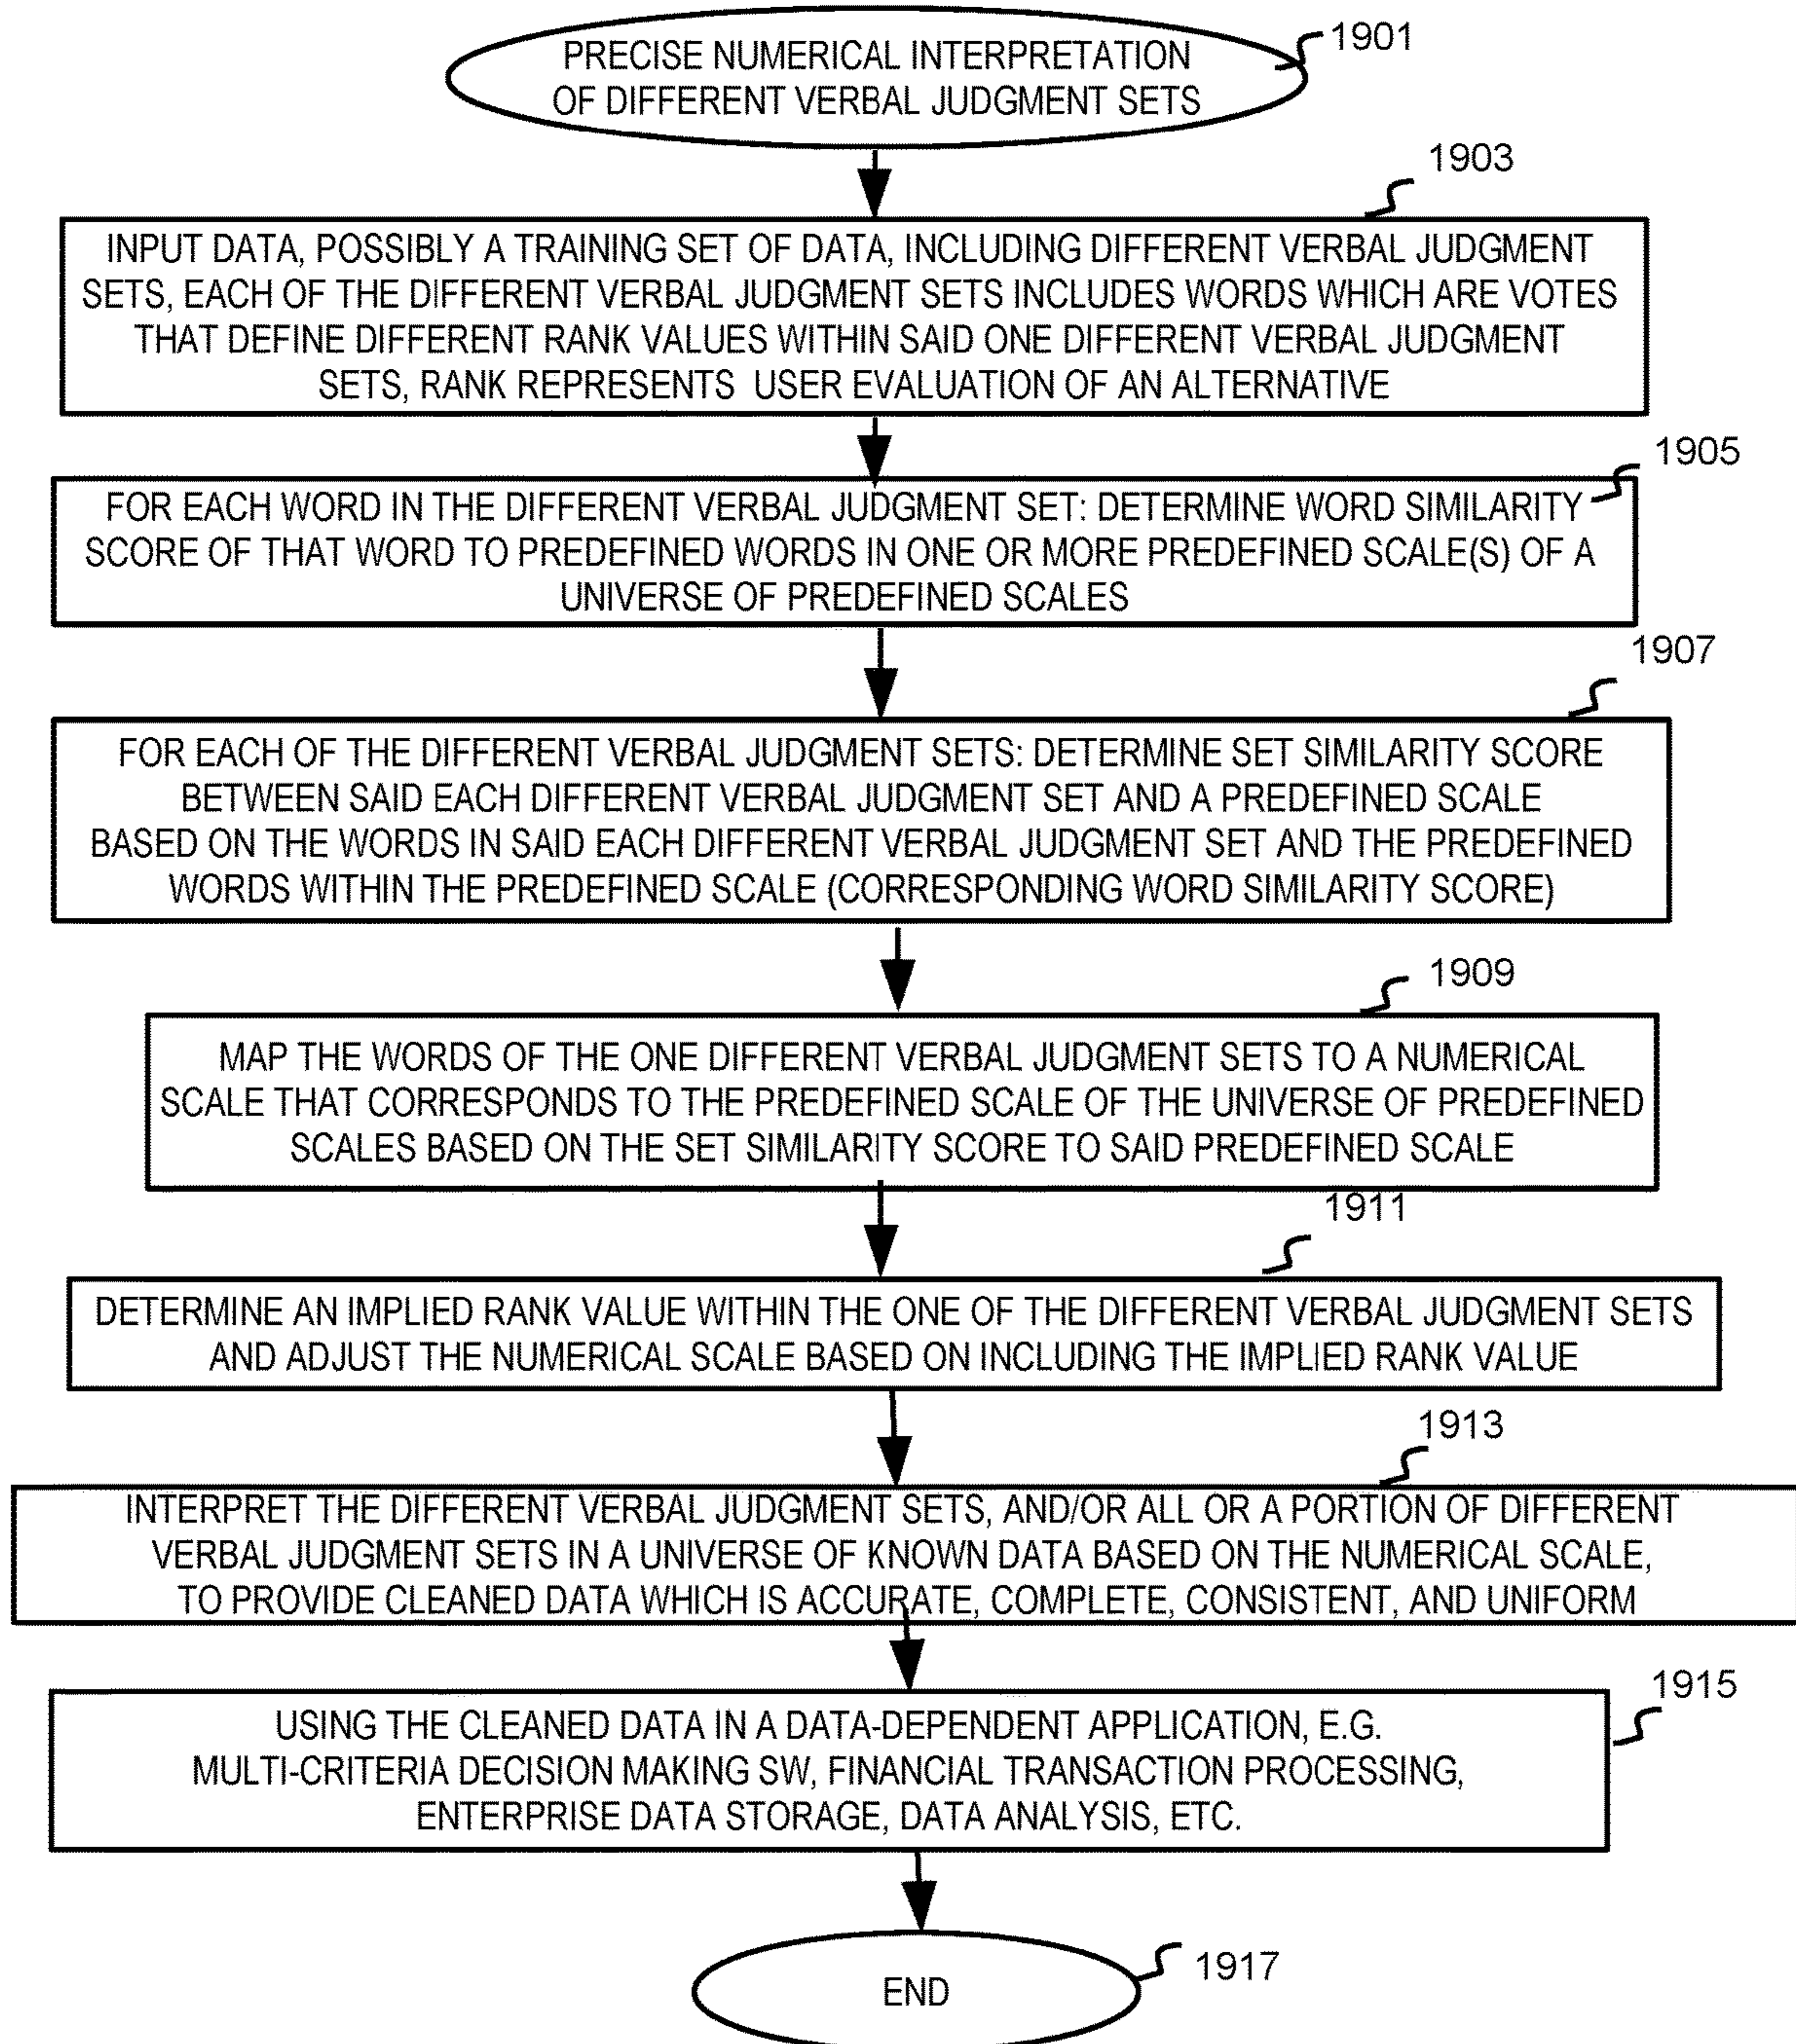 PRECISE NUMERICAL INTERPRETATION
OF DIFFERENT VERBAL JUDGMENT SETS
1901
1903
INPUT DATA, POSSIBLY A TRAINING SET OF DATA, INCLUDING DIFFERENT VERBAL JUDGMENT
SETS, EACH OF THE DIFFERENT VERBAL JUDGMENT SETS INCLUDES WORDS WHICH ARE VOTES
THAT DEFINE DIFFERENT RANK VALUES WITHIN SAID ONE DIFFERENT VERBAL JUDGMENT
SETS, RANK REPRESENTS USER EVALUATION OF AN ALTERNATIVE
1905
FOR EACH WORD IN THE DIFFERENT VERBAL JUDGMENT SET: DETERMINE WORD SIMILARITY
SCORE OF THAT WORD TO PREDEFINED WORDS IN ONE OR MORE PREDEFINED SCALE(S) OF A
UNIVERSE OF PREDEFINED SCALES
1907
FOR EACH OF THE DIFFERENT VERBAL JUDGMENT SETS: DETERMINE SET SIMILARITY SCORE
BETWEEN SAID EACH DIFFERENT VERBAL JUDGMENT SET AND A PREDEFINED SCALE
BASED ON THE WORDS IN SAID EACH DIFFERENT VERBAL JUDGMENT SET AND THE PREDEFINED
WORDS WITHIN THE PREDEFINED SCALE (CORRESPONDING WORD SIMILARITY SCORE)
1909
MAP THE WORDS OF THE ONE DIFFERENT VERBAL JUDGMENT SETS TO A NUMERICAL
SCALE THAT CORRESPONDS TO THE PREDEFINED SCALE OF THE UNIVERSE OF PREDEFINED
SCALES BASED ON THE SET SIMILARITY SCORE TO SAID PREDEFINED SCALE
1911
DETERMINE AN IMPLIED RANK VALUE WITHIN THE ONE OF THE DIFFERENT VERBAL JUDGMENT SETS
AND ADJUST THE NUMERICAL SCALE BASED ON INCLUDING THE IMPLIED RANK VALUE
1913
INTERPRET THE DIFFERENT VERBAL JUDGMENT SETS, AND/OR ALL OR A PORTION OF DIFFERENT
VERBAL JUDGMENT SETS IN A UNIVERSE OF KNOWN DATA BASED ON THE NUMERICAL SCALE,
TO PROVIDE CLEANED DATA WHICH IS ACCURATE, COMPLETE, CONSISTENT, AND UNIFORM
1915
USING THE CLEANED DATA IN A DATA-DEPENDENT APPLICATION, E.G.
MULTI-CRITERIA DECISION MAKING SW, FINANCIAL TRANSACTION PROCESSING,
ENTERPRISE DATA STORAGE, DATA ANALYSIS, ETC.
END
1917